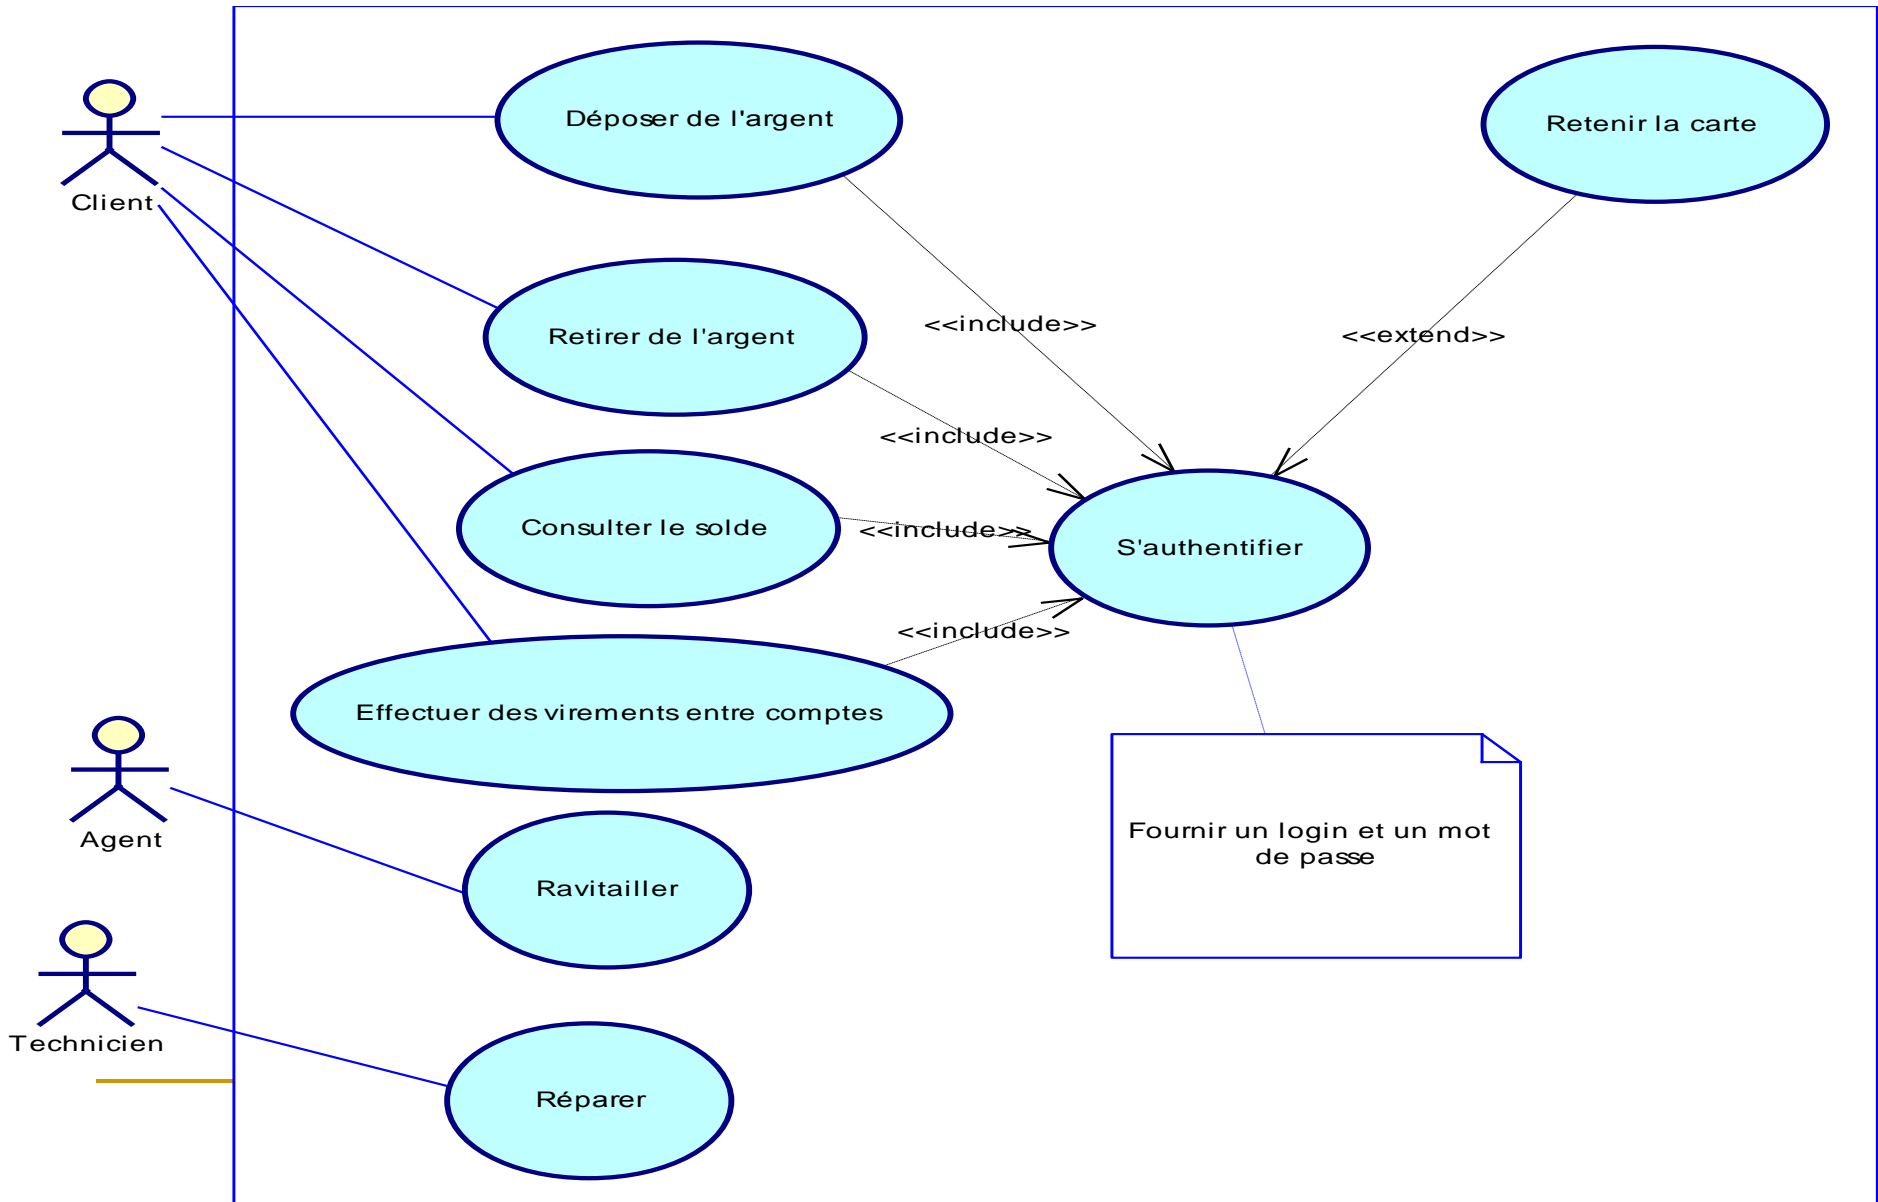 Déposer de l'argent
Retenir la carte
Client
Retirer de l'argent
<<include>>
<<extend>>
<<include>>
Consulter le solde
<<include>>
S'authentifier
<<include>>
Effectuer des virements entre comptes
Agent
Fournir un login et un mot
de passe
Ravitailler
Technicien
Réparer